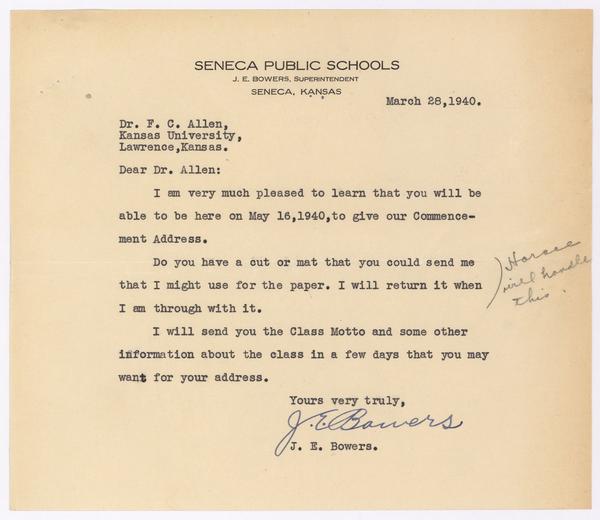 SENECA PUBLIC SCHOOLS
J. E. BOWERS, SUPERINTENDENT
SENECA, KANSAS
March 28,1940.
Dr. F. C. Allen,
Kansas University,
Lawrence,Kansas.
Dear Dr. Allen:
I am very much pleased to learn that you will be
able to be here on May 16,1940,to give our Commence-
ment Address.
Do you have a cut or mat that you could send me
that I might use for the paper. I will return it when
I am through with it.
Horace
will handle
this.
I will send you the Class Motto and some other
information about the class in a few days that you may
want for your address.
Yours very truly,
J. E. Bowers
J. E. Bowers.